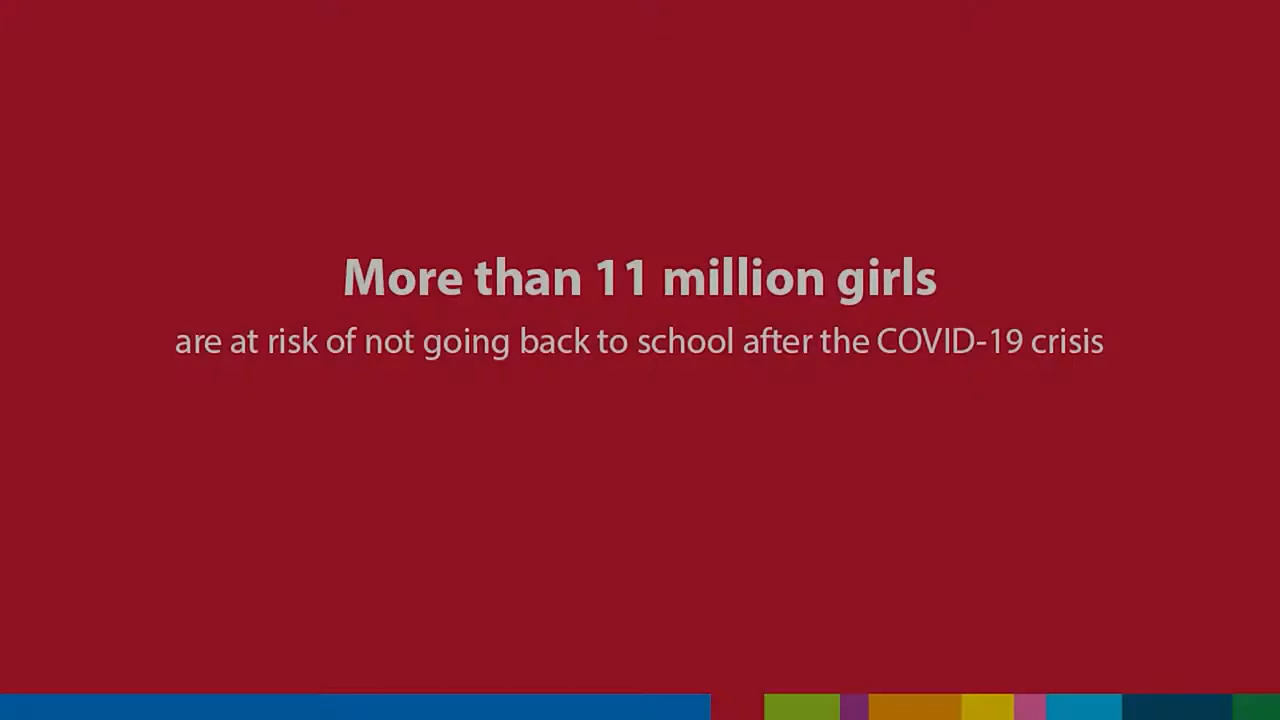 More than 11 million girls
are at risk of not going back to school after the COVID-19 crisis